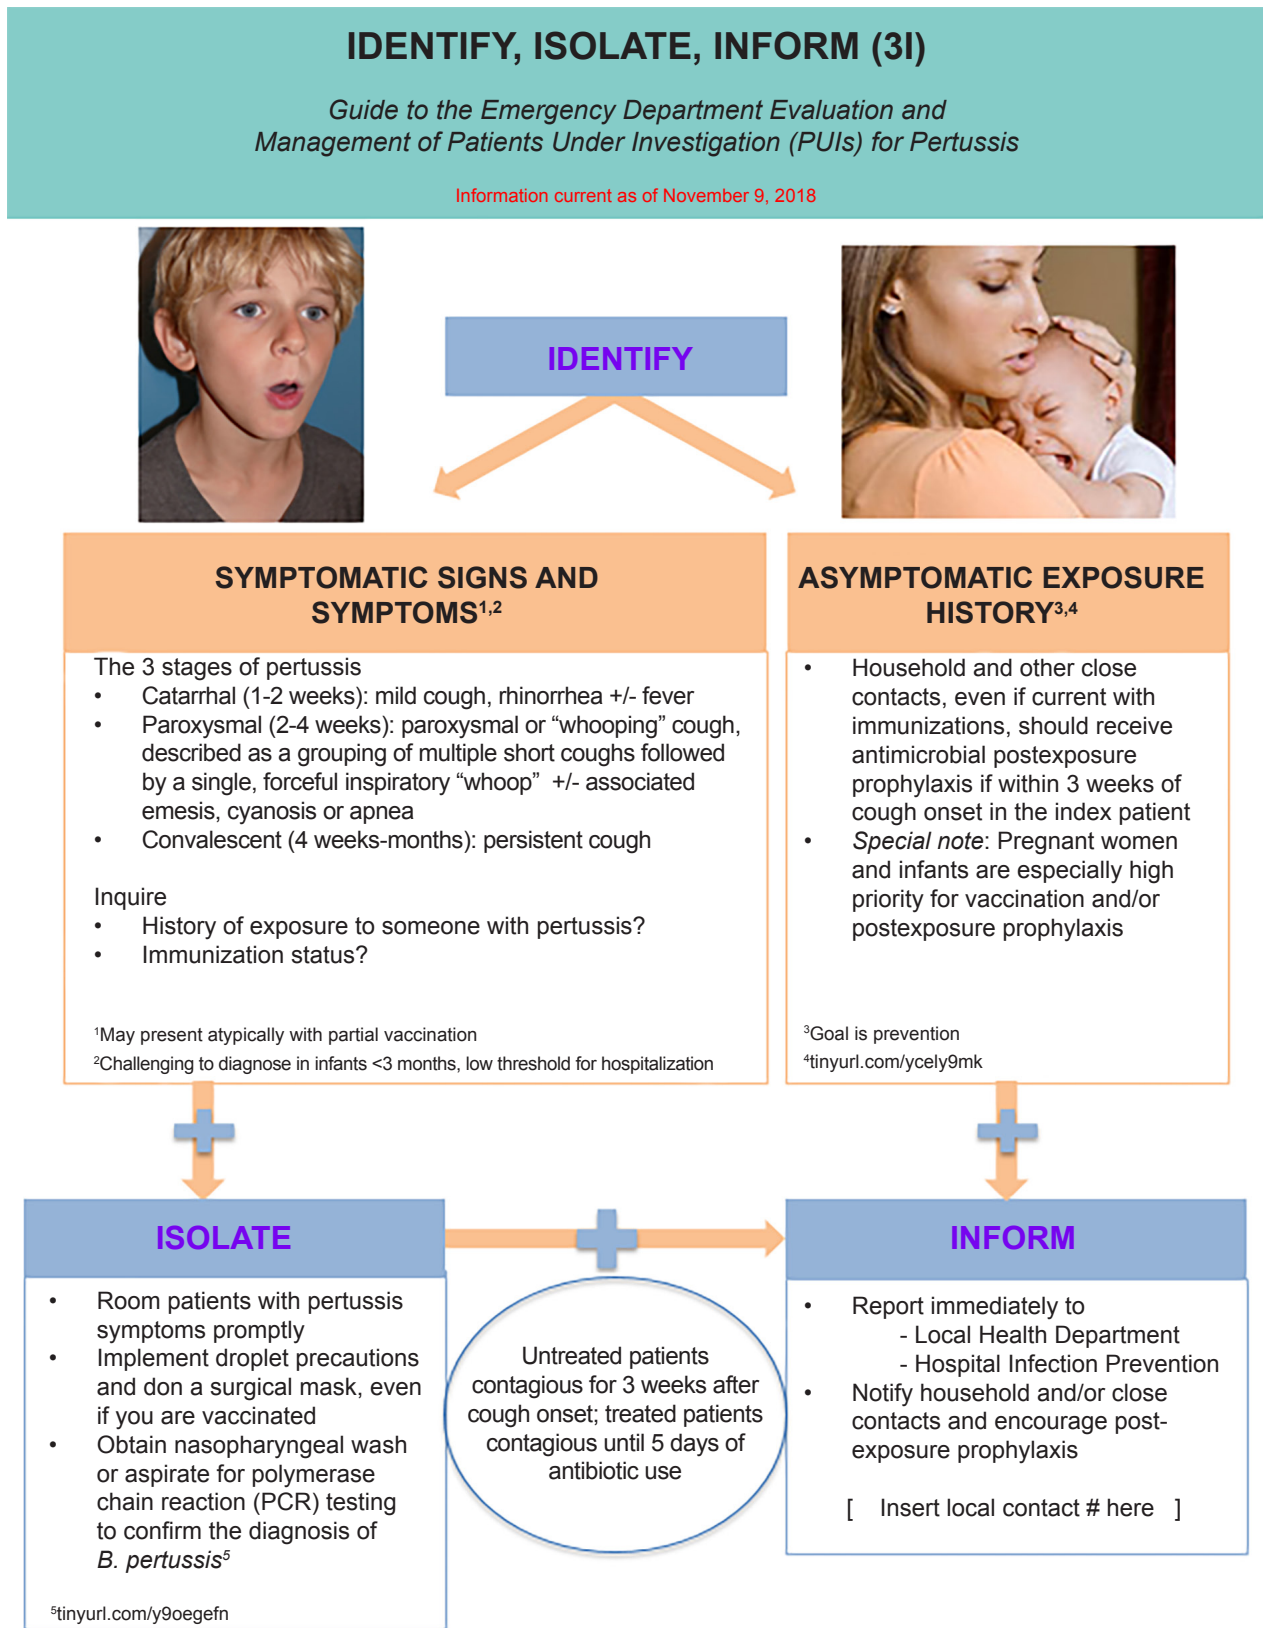 IDENTIFY, ISOLATE, INFORM (3I)
Guide to the Emergency Department Evaluation and
Management of Patients Under Investigation (PUIs) for Pertussis
Information current as of November 9, 2018
IDENTIFY
SYMPTOMATIC SIGNS AND
SYMPTOMS1,2
The 3 stages of pertussis
• Catarrhal (1-2 weeks): mild cough, rhinorrhea +/- fever
• Paroxysmal (2-4 weeks): paroxysmal or “whooping” cough,
described as a grouping of multiple short coughs followed
by a single, forceful inspiratory “whoop” +/- associated
emesis, cyanosis or apnea
• Convalescent (4 weeks-months): persistent cough
Inquire
• History of exposure to someone with pertussis?
• Immunization status?
1May present atypically with partial vaccination
2Challenging to diagnose in infants <3 months, low threshold for hospitalization
ASYMPTOMATIC EXPOSURE
HISTORY3,4
• Household and other close
contacts, even if current with
immunizations, should receive
antimicrobial postexposure
prophylaxis if within 3 weeks of
cough onset in the index patient
• Special note: Pregnant women
and infants are especially high
priority for vaccination and/or
postexposure prophylaxis
3Goal is prevention
4tinyurl.com/ycely9mk
ISOLATE
• Room patients with pertussis
symptoms promptly
• Implement droplet precautions
and don a surgical mask, even
if you are vaccinated
• Obtain nasopharyngeal wash
or aspirate for polymerase
chain reaction (PCR) testing
to confirm the diagnosis of
B. pertussis5
5tinyurl.com/y9oegefn
Untreated patients
contagious for 3 weeks after
cough onset; treated patients
contagious until 5 days of
antibiotic use
INFORM
• Report immediately to
- Local Health Department
- Hospital Infection Prevention
• Notify household and/or close
contacts and encourage post-
exposure prophylaxis
[ Insert local contact # here ]